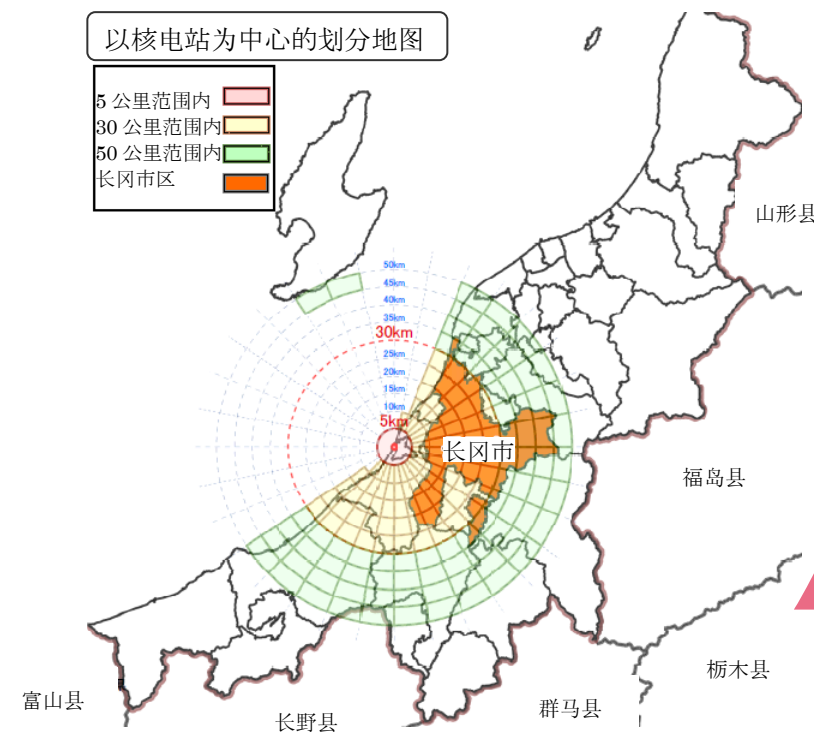 以核电站为中心的划分地图
5 公里范围内
30 公里范围内
50 公里范围内
长冈市区
山形县
50km
45km
40km
35km
30km
25km
20km
15km
10km
5km
长冈市
福岛县
栃木县
富山县
长野县
群马县